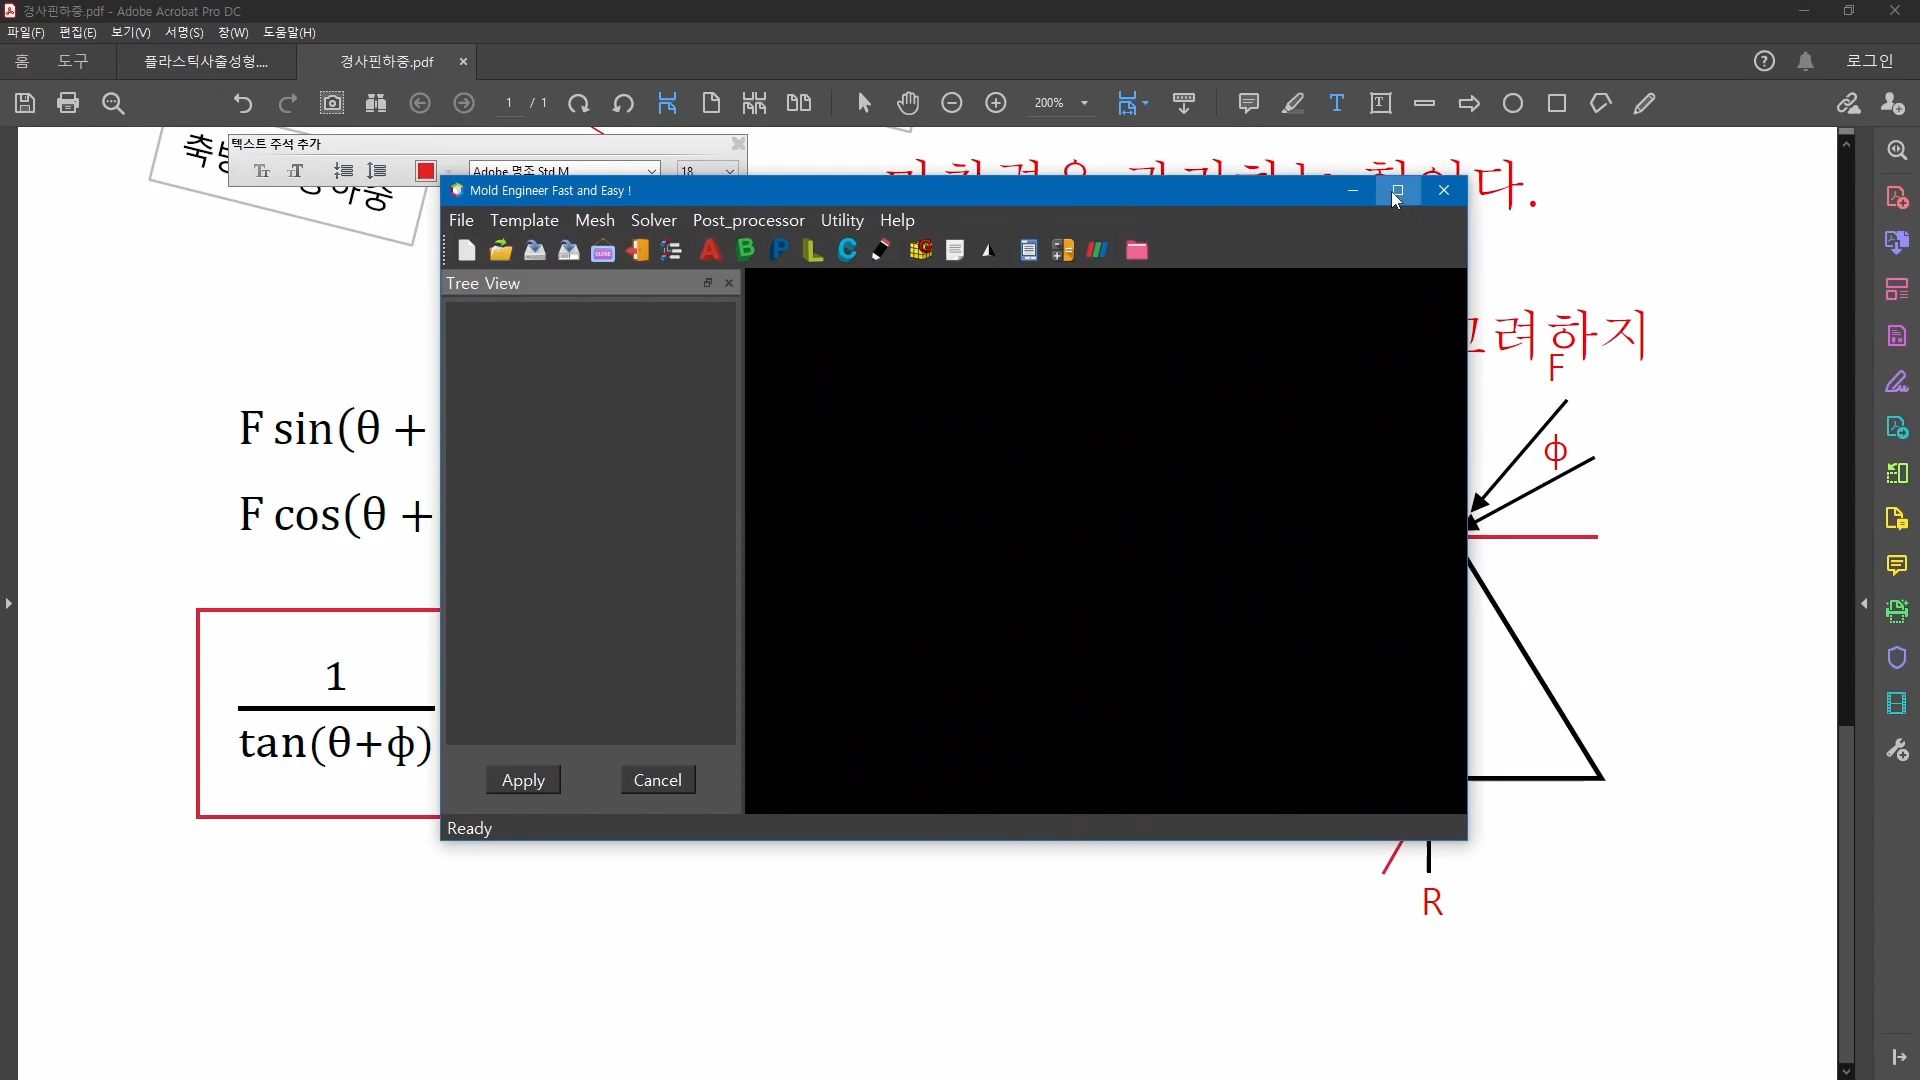 경사핀하중.pdf - Adobe Acrobat Pro DC
파일(F) 편집(E) 보기(V) 서명(S) 창(W) 도움말(H)
홈 도구 플라스틱사출성형.... 경사핀하중.pdf 로그인
1 / 1 200%
텍스트 주석 추가
Adobe 명조 Std M 18
다.
Mold Engineer Fast and Easy !
File Template Mesh Solver Post_processor Utility Help
Tree View
려하지
F
ϕ
F sin(θ +
F cos(θ +
1
tan(θ+ϕ)
Apply Cancel
Ready
R